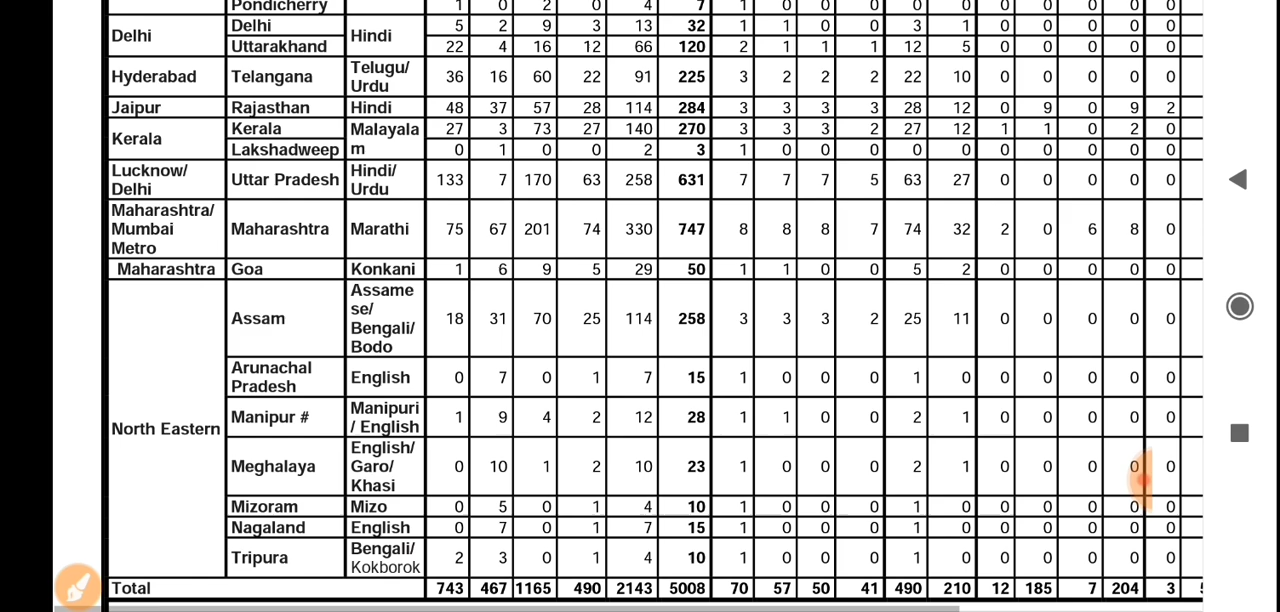 Pondicherry 1 0 2 0 4 7 1 0 0 0 0 0 0 0 0 0 0
Delhi Delhi Hindi 5 2 9 3 13 32 1 1 0 0 3 1 0 0 0 0 0
Uttarakhand 22 4 16 12 66 120 2 1 1 1 12 5 0 0 0 0 0
Hyderabad Telangana Telugu/
Urdu 36 16 60 22 91 225 3 2 2 2 22 10 0 0 0 0 0
Jaipur Rajasthan Hindi 48 37 57 28 114 284 3 3 3 3 28 12 0 9 0 9 2
Kerala Kerala Malayala
m 27 3 73 27 140 270 3 3 3 2 27 12 1 1 0 2 0
Lakshadweep 0 1 0 0 2 3 1 0 0 0 0 0 0 0 0 0 0
Lucknow/
Delhi Uttar Pradesh Hindi/
Urdu 133 7 170 63 258 631 7 7 7 5 63 27 0 0 0 0 0
Maharashtra/
Mumbai
Metro Maharashtra Marathi 75 67 201 74 330 747 8 8 8 7 74 32 2 0 6 8 0
Maharashtra Goa Konkani 1 6 9 5 29 50 1 1 0 0 5 2 0 0 0 0 0
North Eastern Assam Assame
se/
Bengali/
Bodo 18 31 70 25 114 258 3 3 3 2 25 11 0 0 0 0 0
Arunachal
Pradesh English 0 7 0 1 7 15 1 0 0 0 1 0 0 0 0 0 0
Manipur # Manipuri
/ English 1 9 4 2 12 28 1 1 0 0 2 1 0 0 0 0 0
Meghalaya English/
Garo/
Khasi 0 10 1 2 10 23 1 0 0 0 2 1 0 0 0 0 0
Mizoram Mizo 0 5 0 1 4 10 1 0 0 0 1 0 0 0 0 0 0
Nagaland English 0 7 0 1 7 15 1 0 0 0 1 0 0 0 0 0 0
Tripura Bengali/
Kokborok 2 3 0 1 4 10 1 0 0 0 1 0 0 0 0 0 0
Total 743 467 1165 490 2143 5008 70 57 50 41 490 210 12 185 7 204 3